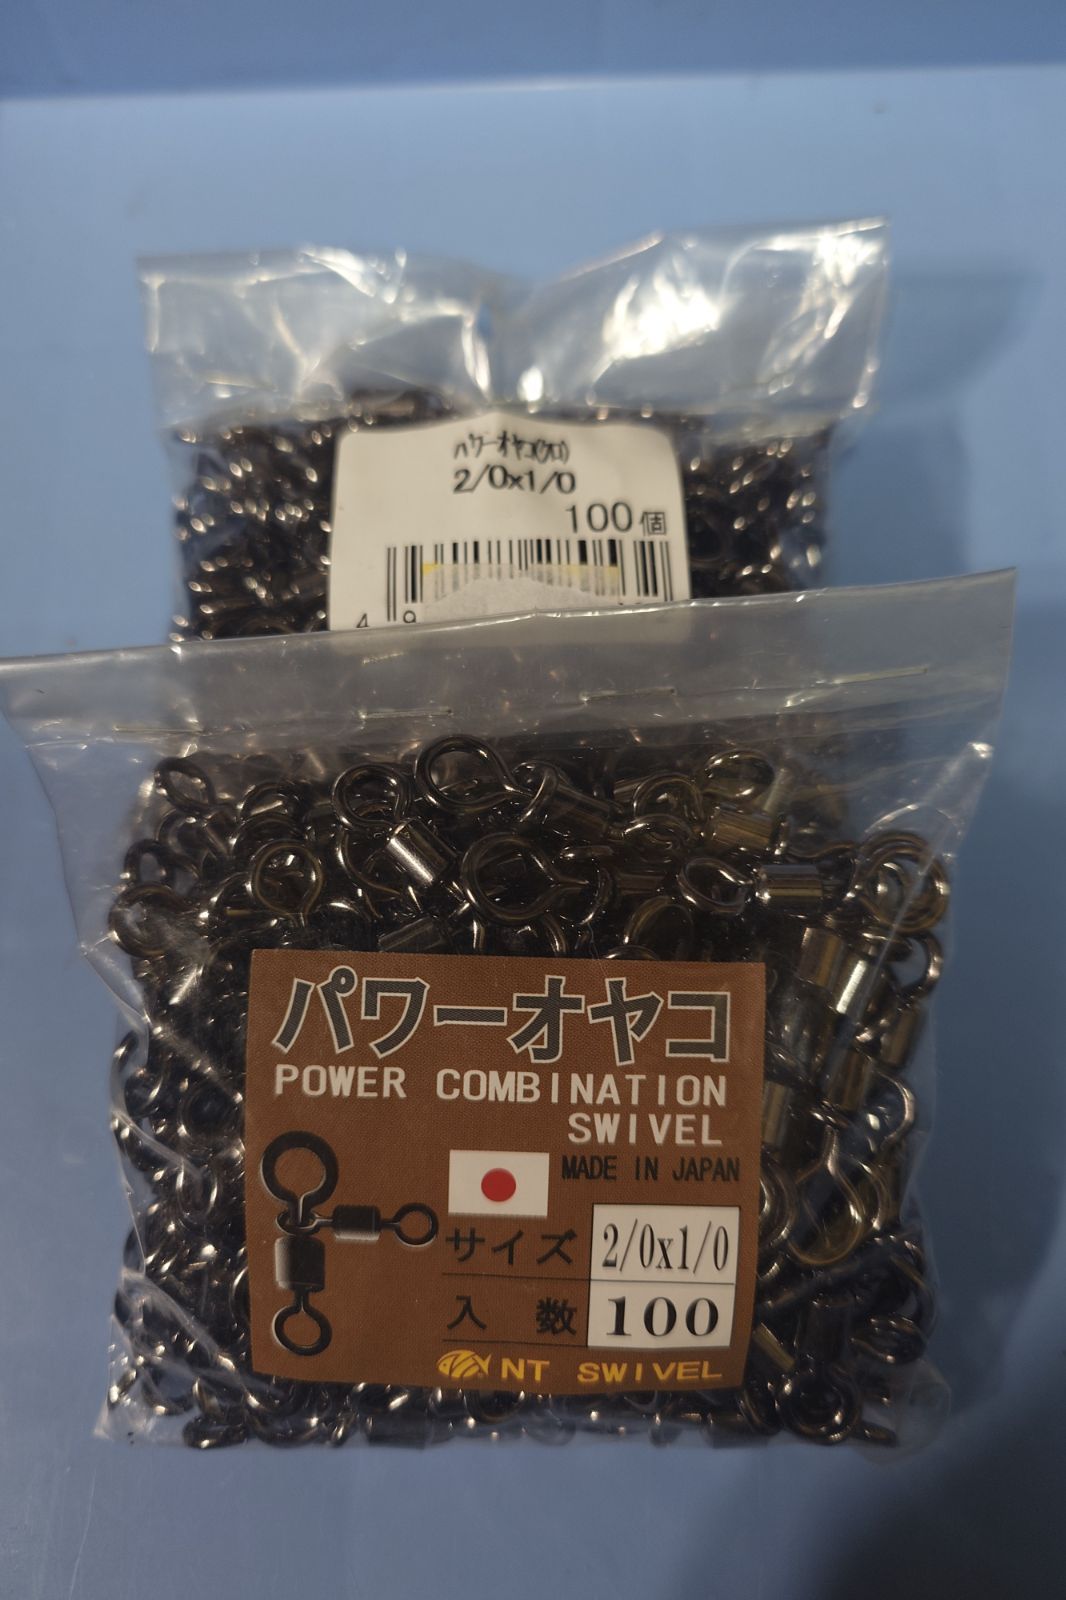 パワーオヤコ(クロ)
2/0x1/0
100個
4 9
パワーオヤコ
POWER COMBINATION
SWIVEL
MADE IN JAPAN
サイズ 2/0x1/0
入数 100
NT SWIVEL